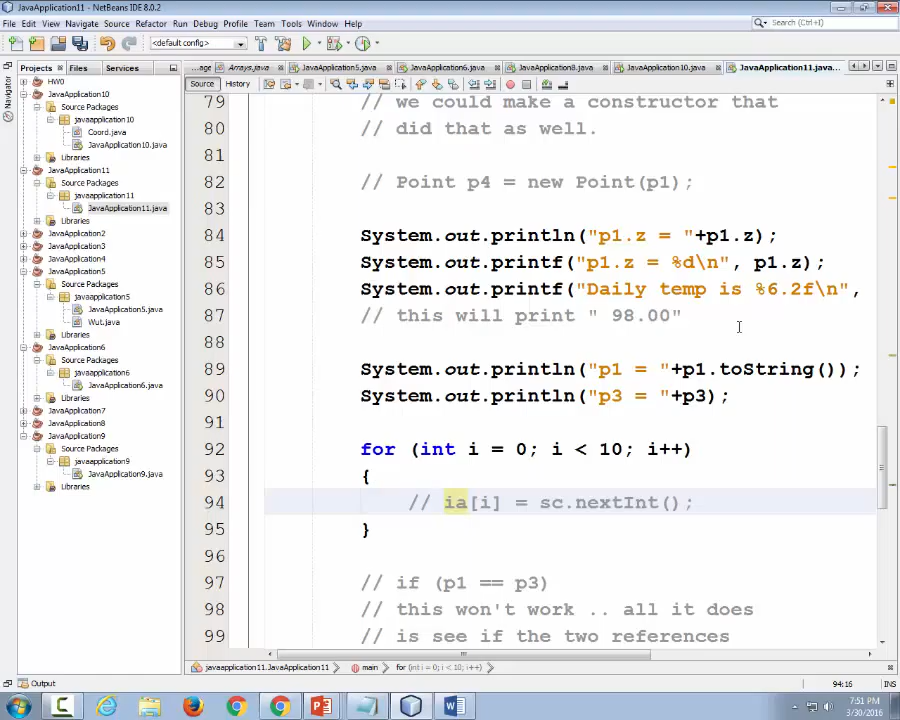 JavaApplication11 - NetBeans IDE 8.0.2
File Edit View Navigate Source Refactor Run Debug Profile Team Tools Window Help
<default config>
Search (Ctrl+I)
Projects Files Services
...age Arrays.java JavaApplication5.java JavaApplication6.java JavaApplication8.java JavaApplication10.java JavaApplication11.java...
Source History
Navigator
HW0
JavaApplication10
Source Packages
javaapplication10
Coord.java
JavaApplication10.java
Libraries
JavaApplication11
Source Packages
javaapplication11
JavaApplication11.java
Libraries
JavaApplication2
JavaApplication3
JavaApplication4
JavaApplication5
Source Packages
javaapplication5
JavaApplication5.java
Wut.java
Libraries
JavaApplication6
Source Packages
javaapplication6
JavaApplication6.java
Libraries
JavaApplication7
JavaApplication8
JavaApplication9
Source Packages
javaapplication9
JavaApplication9.java
Libraries
79 // we could make a constructor that
80 // did that as well.
81
82 // Point p4 = new Point(p1);
83
84 System.out.println("p1.z = "+p1.z);
85 System.out.printf("p1.z = %d\n", p1.z);
86 System.out.printf("Daily temp is %6.2f\n",
87 // this will print " 98.00"
88
89 System.out.println("p1 = "+p1.toString());
90 System.out.println("p3 = "+p3);
91
92 for (int i = 0; i < 10; i++)
93 {
94 // ia[i] = sc.nextInt();
95 }
96
97 // if (p1 == p3)
98 // this won't work .. all it does
99 // is see if the two references
javaapplication11.JavaApplication11 main for (int i = 0; i < 10; i++)
Output
94:16 INS
7:51 PM
3/30/2016